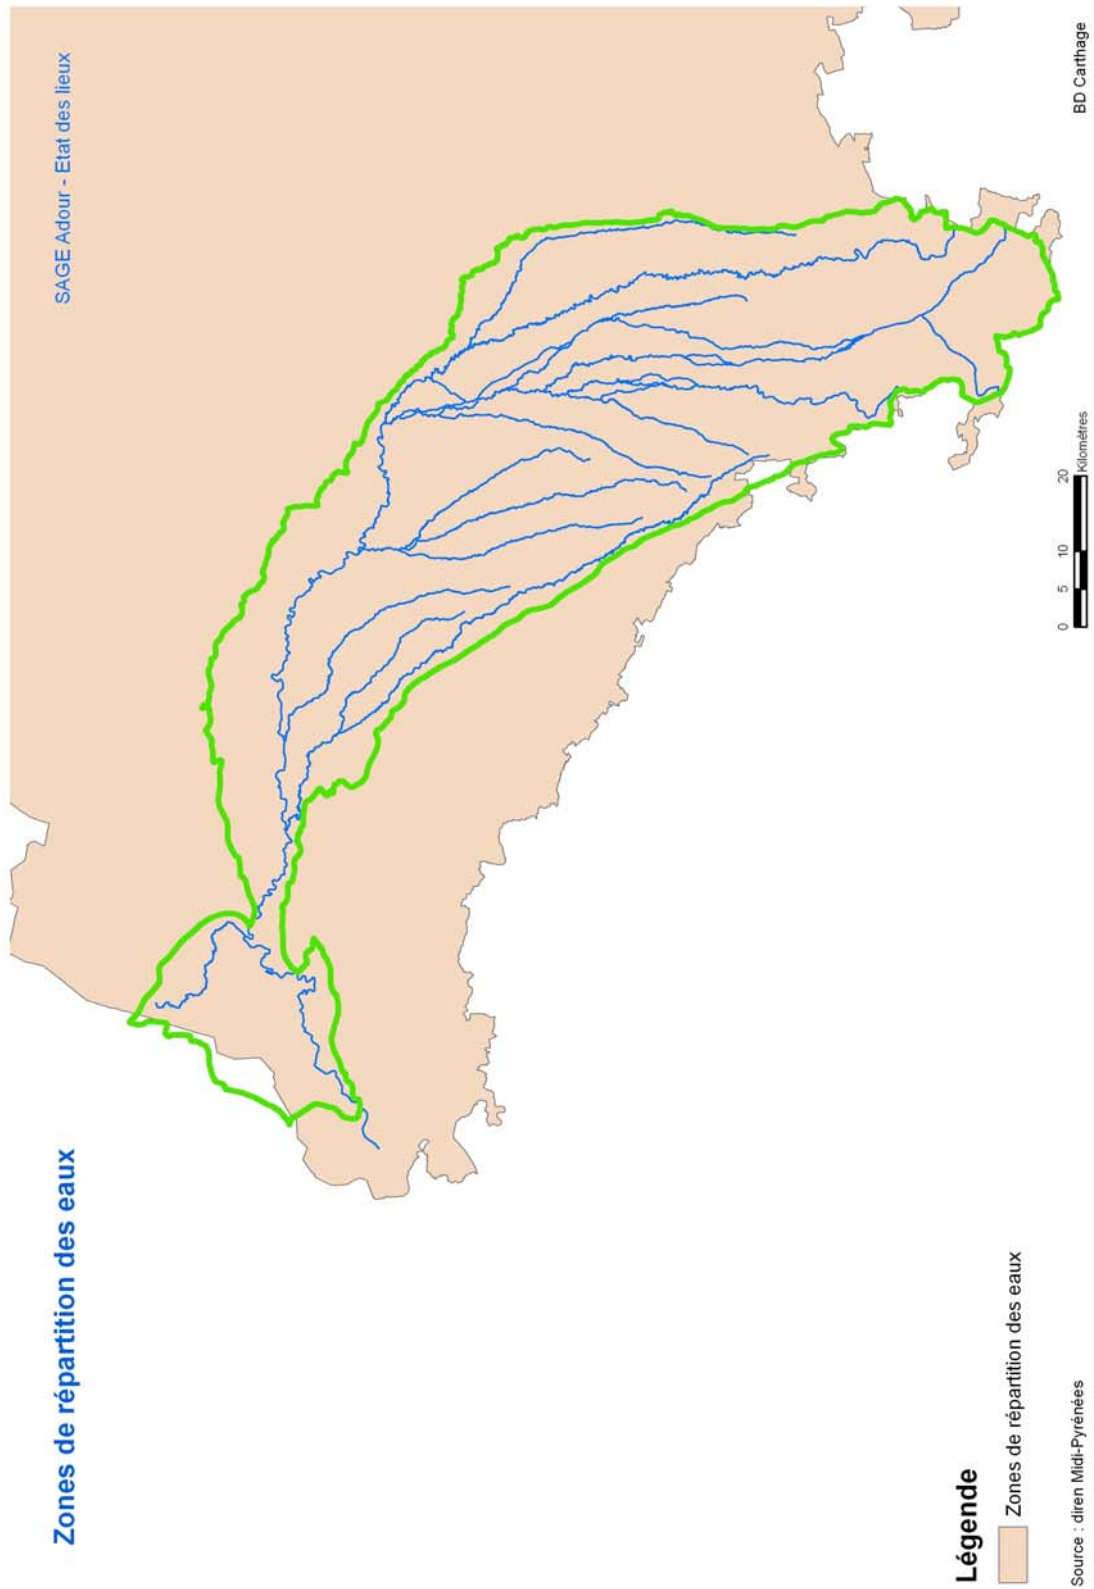 Zones de répartition des eaux
SAGE Adour - Etat des lieux
Légende
Zones de répartition des eaux
0 5 10 20
Kilomètres
Source : diren Midi-Pyrénées
BD Carthage